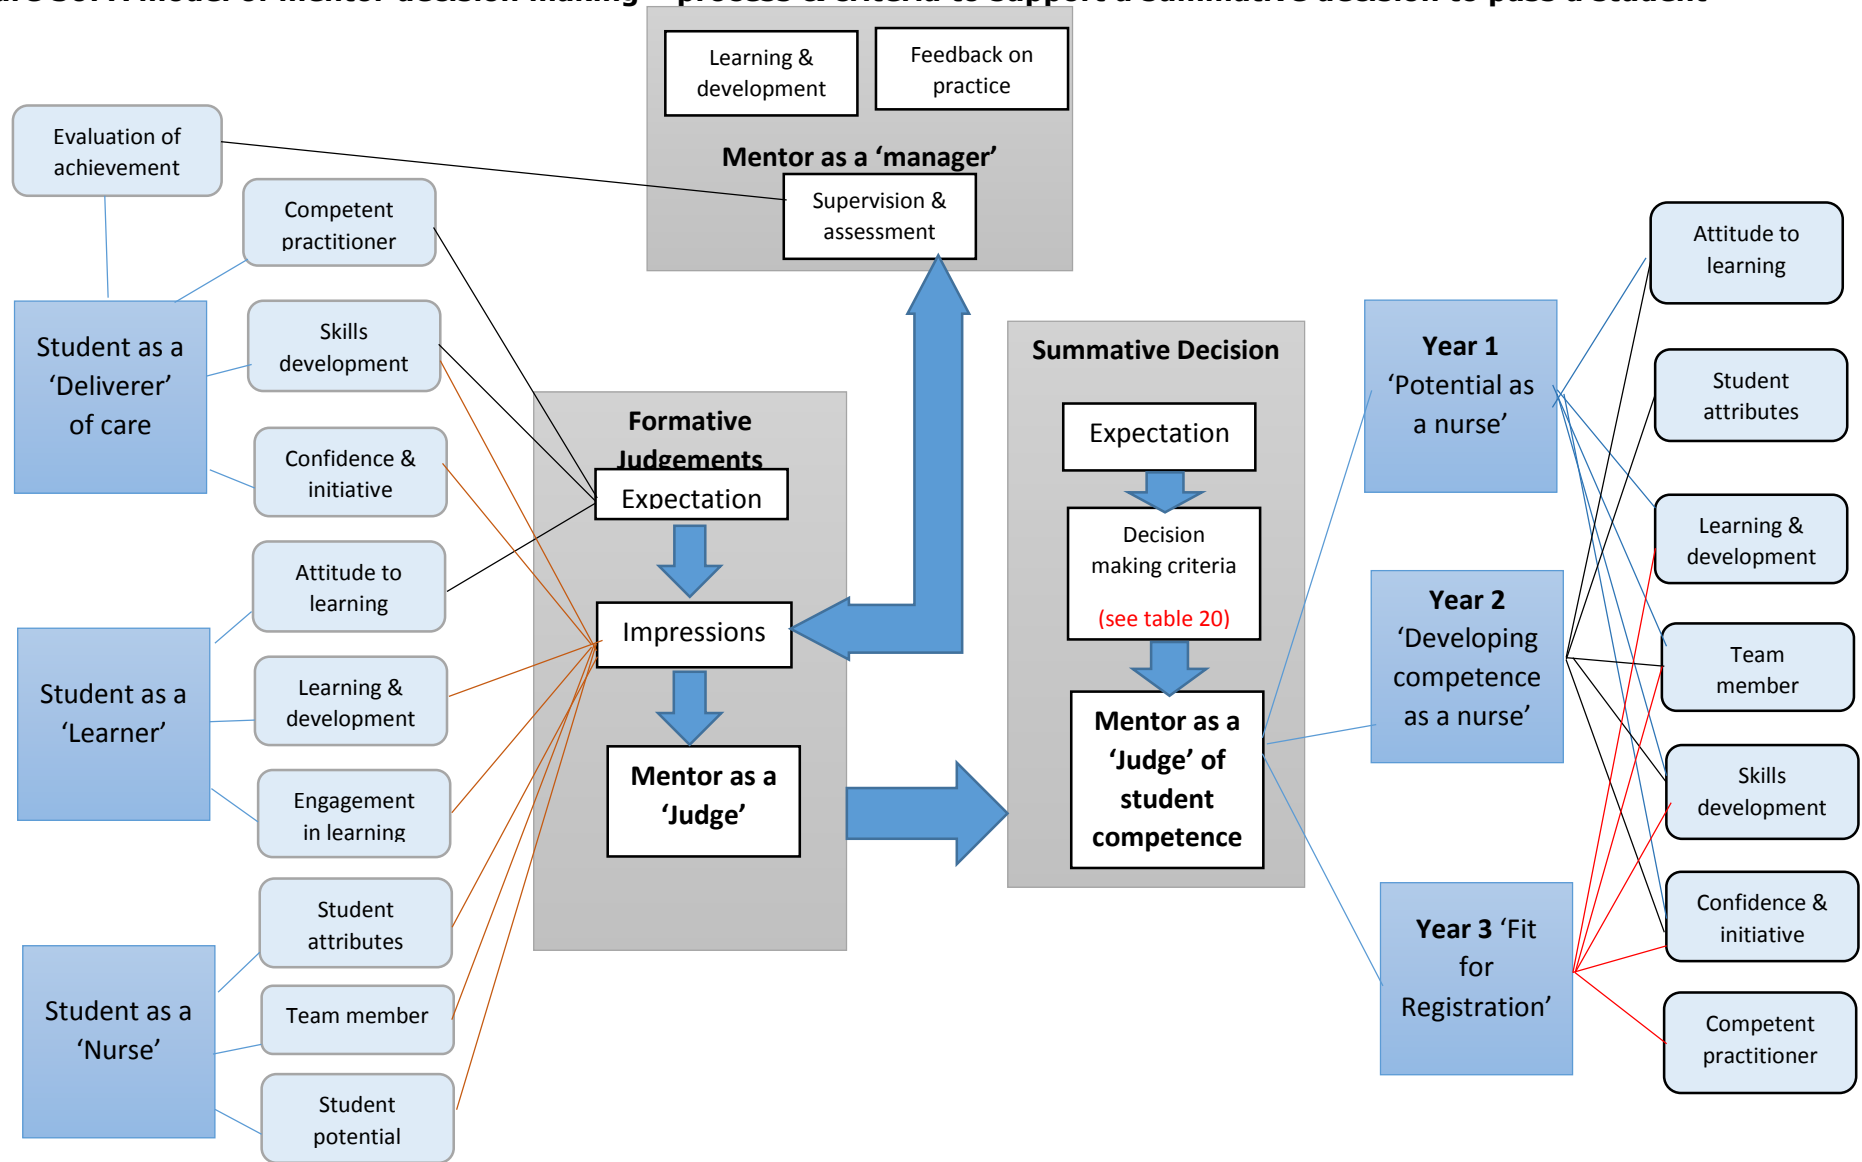 Learning &
development
Feedback on
practice
Mentor as a ‘manager’
Supervision &
assessment
Evaluation of
achievement
Competent
practitioner
Skills
development
Confidence &
initiative
Attitude to
learning
Learning &
development
Engagement
in learning
Student
attributes
Team member
Student
potential
Student as a
‘Deliverer’
of care
Student as a
‘Learner’
Student as a
‘Nurse’
Formative
Judgements
Expectation
Impressions
Mentor as a
‘Judge’
Summative Decision
Expectation
Decision
making criteria
(see table 20)
Mentor as a
‘Judge’ of
student
competence
Year 1
‘Potential as
a nurse’
Year 2
‘Developing
competence
as a nurse’
Year 3 ‘Fit
for
Registration’
Attitude to
learning
Student
attributes
Learning &
development
Team
member
Skills
development
Confidence &
initiative
Competent
practitioner